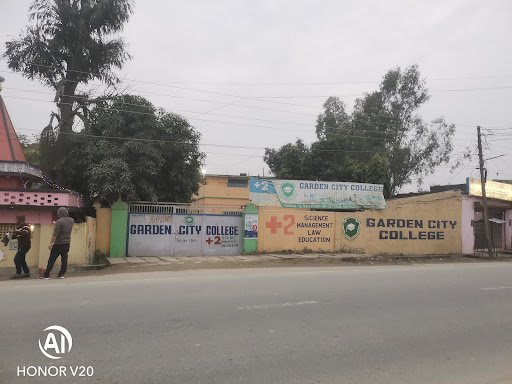 +2 GARDEN CITY COLLEGE
GARDEN CITY COLLEGE
+2
+2
SCIENCE
MANAGEMENT
LAW
EDUCATION
GARDEN CITY
COLLEGE
AI
HONOR V20